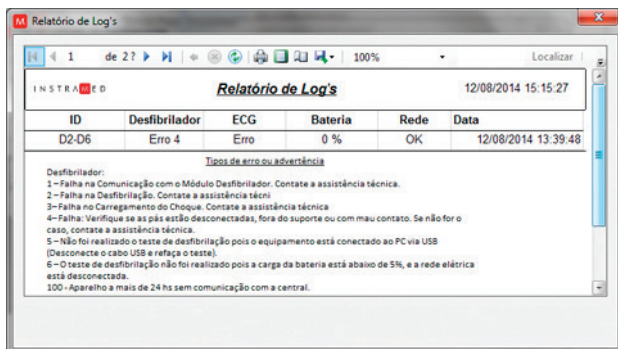 Relatório de Log's
1 de 2? 100% Localizar
INSTRAMED Relatório de Log's 12/08/2014 15:15:27
ID Desfibrilador ECG Bateria Rede Data
D2-D6 Erro 4 Erro 0 % OK 12/08/2014 13:39:48
Tipos de erro ou advertência
Desfibrilador:
1 – Falha na Comunicação com o Módulo Desfibrilador. Contate a assistência técnica.
2 – Falha na Desfibrilação. Contate a assistência técni
3– Falha no Carregamento do Choque. Contate a assistência técnica
4– Falha: Verifique se as pás estão desconectadas, fora do suporte ou com mau contato. Se não for o
caso, contate a assistência técnica.
5 – Não foi realizado o teste de desfibrilação pois o equipamento está conectado ao PC via USB
(Desconecte o cabo USB e refaça o teste).
6 – O teste de desfibrilação não foi realizado pois a carga da bateria está abaixo de 5%, e a rede elétrica
está desconectada.
100 - Aparelho a mais de 24 hs sem comunicação com a central.